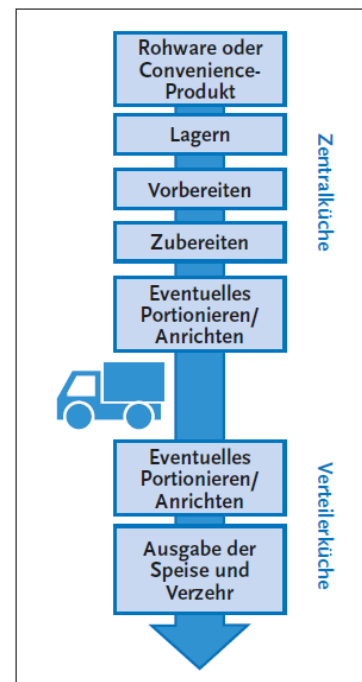 Rohware oder
Convenience-
Produkt
Lagern
Vorbereiten
Zubereiten
Eventuelles
Portionieren/
Anrichten
Zentralküche
Eventuelles
Portionieren/
Anrichten
Ausgabe der
Speise und
Verzehr
Verteilerküche